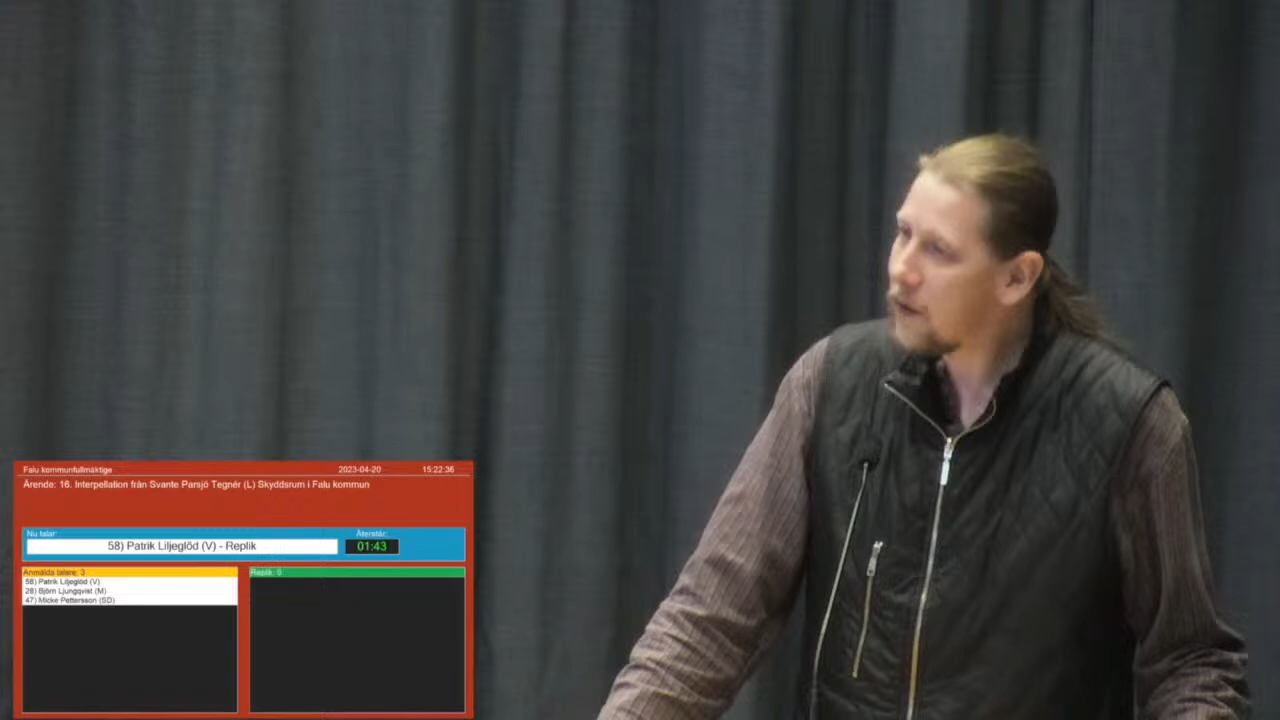 Falu kommunfullmäktige 2023-04-20 15:22:36
Ärende: 16. Interpellation från Svante Parsjö Tegnér (L) Skyddsrum i Falu kommun
Nu talar: Återstår:
58) Patrik Liljeglöd (V) - Replik 01:43
Anmälda talare: 3 Replik: 0
58) Patrik Liljeglöd (V)
28) Björn Ljungqvist (M)
47) Micke Pettersson (SD)